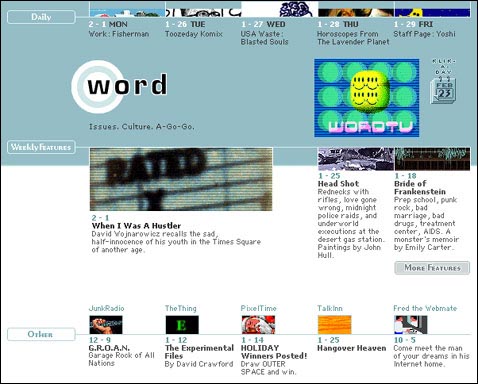 Daily
2 - 1 MON
Work: Fisherman
1 - 26 TUE
Toozeday Komix
1 - 27 WED
USA Waste:
Blasted Souls
1 - 28 THU
Horoscopes From
The Lavender Planet
1 - 29 FRI
Staff Page: Yoshi
word
Issues. Culture. A-Go-Go.
WORDTV
KLIK-
A-
DAY
FEB
23
Weekly Features
RATED
2 - 1
When I Was A Hustler
David Wojnarowicz recalls the sad,
half-innocence of his youth in the Times Square
of another age.
1 - 25
Head Shot
Rednecks with
rifles, love gone
wrong, midnight
police raids, and
underworld
executions at the
desert gas station.
Paintings by John
Hull.
1 - 18
Bride of
Frankenstein
Prep school, punk
rock, bad
marriage, bad
drugs, treatment
center, AIDS. A
monster's memoir
by Emily Carter.
More Features
Other
JunkRadio
12 - 9
G.R.O.A.N.
Garage Rock of All
Nations
TheThing
E
1 - 12
The Experimental
Files
By David Crawford
PixelTime
1 - 14
HOLIDAY
Winners Posted!
Draw OUTER
SPACE and win.
TalkInn
1 - 25
Hangover Heaven
Fred the Webmate
10 - 5
Come meet the man
of your dreams in his
Internet home.